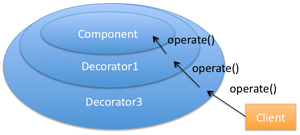 Component
operate()
Decorator1
operate()
operate()
Decorator3
Client